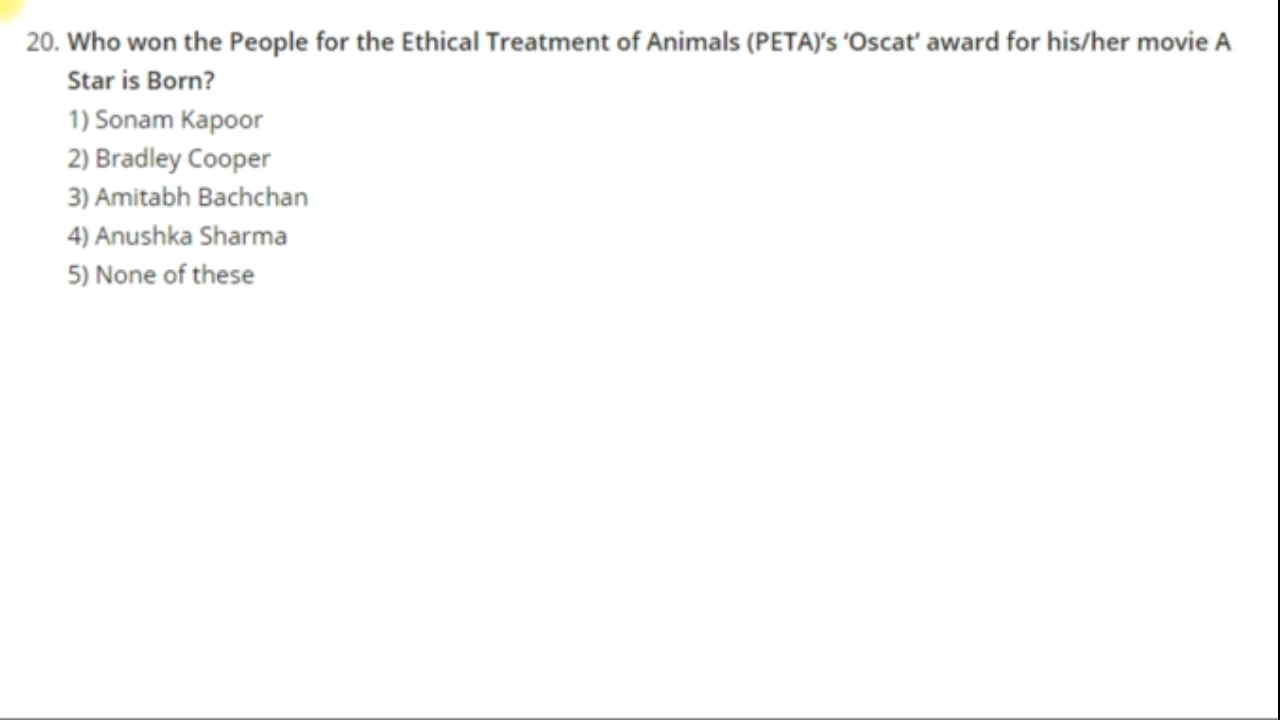 20. Who won the People for the Ethical Treatment of Animals (PETA)’s ‘Oscat’ award for his/her movie A
Star is Born?
1) Sonam Kapoor
2) Bradley Cooper
3) Amitabh Bachchan
4) Anushka Sharma
5) None of these